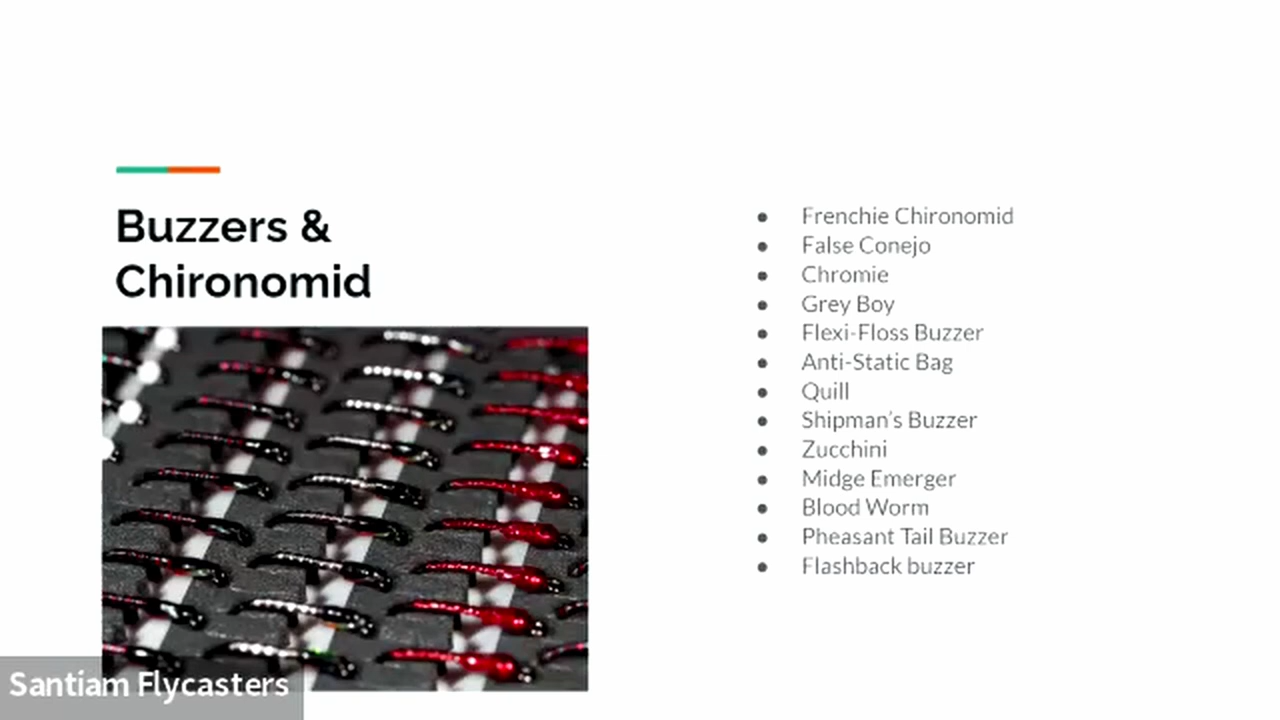 Buzzers &
Chironomid
Frenchie Chironomid
False Conejo
Chromie
Grey Boy
Flexi-Floss Buzzer
Anti-Static Bag
Quill
Shipman's Buzzer
Zucchini
Midge Emerger
Blood Worm
Pheasant Tail Buzzer
Flashback buzzer
Santiam Flycasters